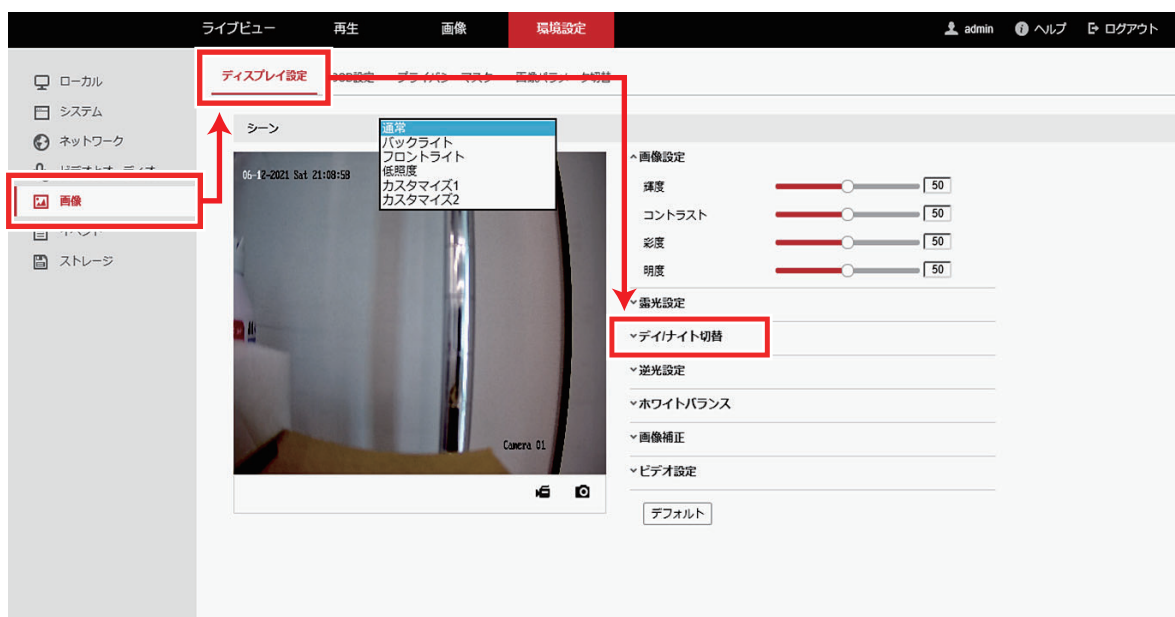 ライブビュー 再生 画像 環境設定 admin ヘルプ ログアウト
ローカル
システム
ネットワーク
画像
ストレージ
ディスプレイ設定
シーン
通常
バックライト
フロントライト
低照度
カスタマイズ1
カスタマイズ2
06-12-2021 Sat 21:08:58
Camera 01
画像設定
輝度 50
コントラスト 50
彩度 50
明度 50
露光設定
デイ/ナイト切替
逆光設定
ホワイトバランス
画像補正
ビデオ設定
デフォルト